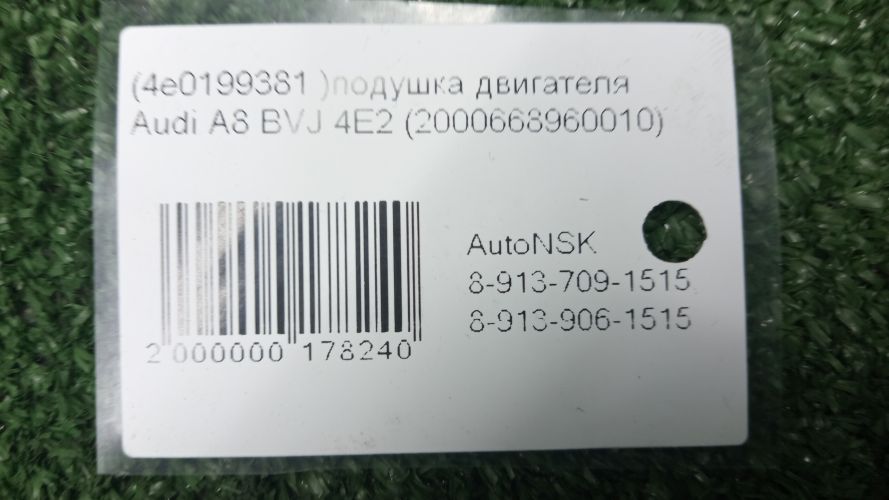 (4e0199381 )подушка двигателя
Audi A8 BVJ 4E2 (2000668960010)
AutoNSK
8-913-709-1515
8-913-906-1515
2 000000 178240